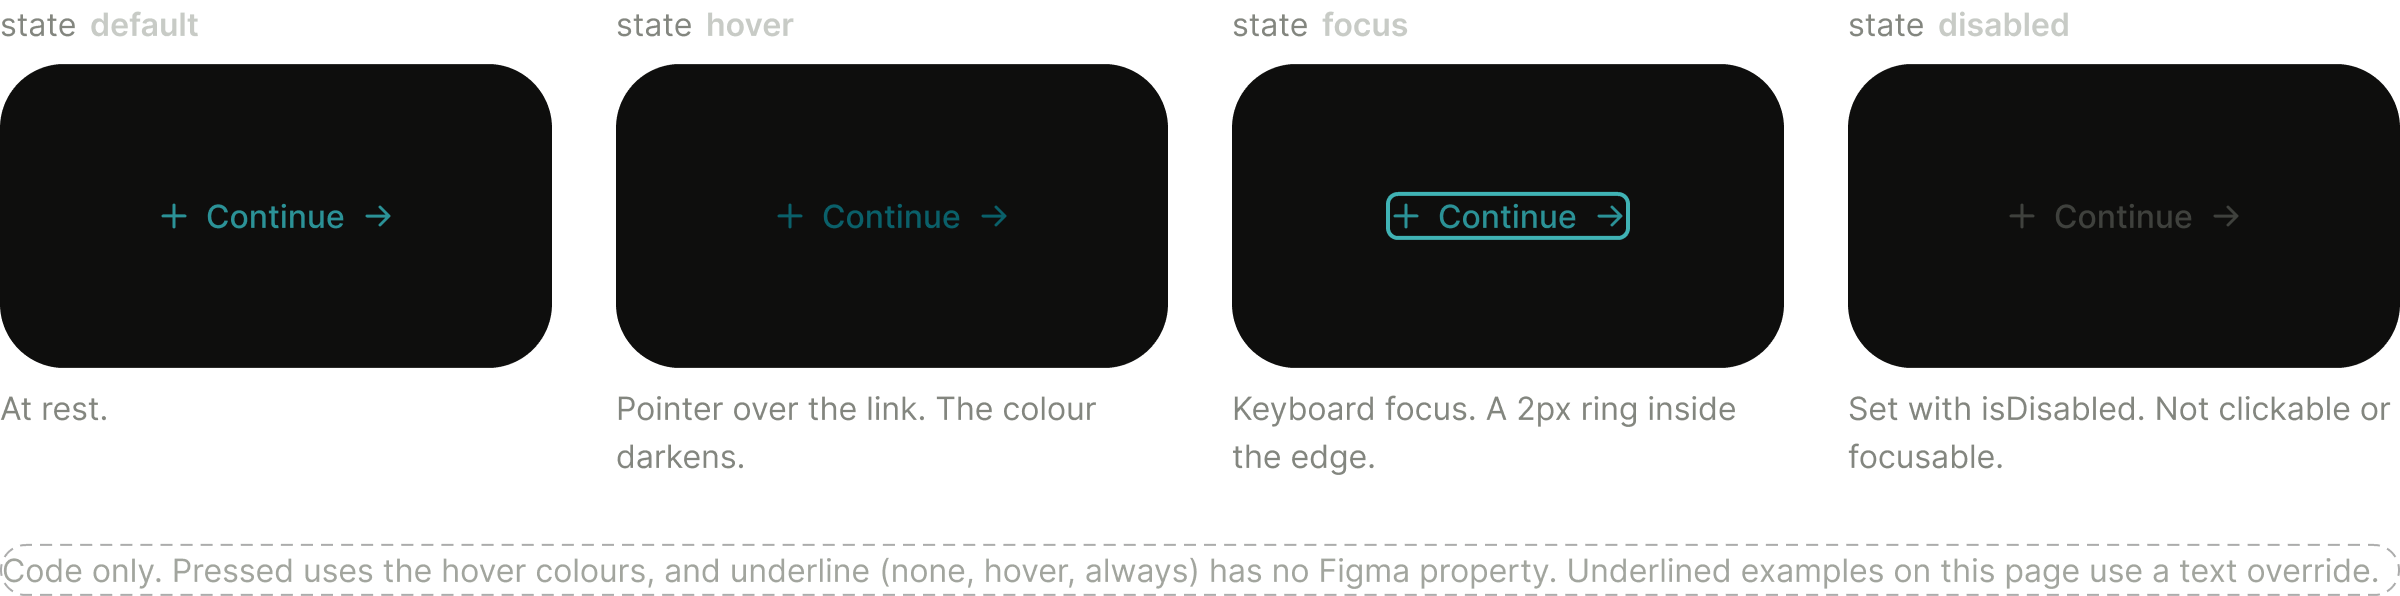 state default
+ Continue →
At rest.
state hover
+ Continue →
Pointer over the link. The colour
darkens.
state focus
+ Continue →
Keyboard focus. A 2px ring inside
the edge.
state disabled
+ Continue →
Set with isDisabled. Not clickable or
focusable.
Code only. Pressed uses the hover colours, and underline (none, hover, always) has no Figma property. Underlined examples on this page use a text override.